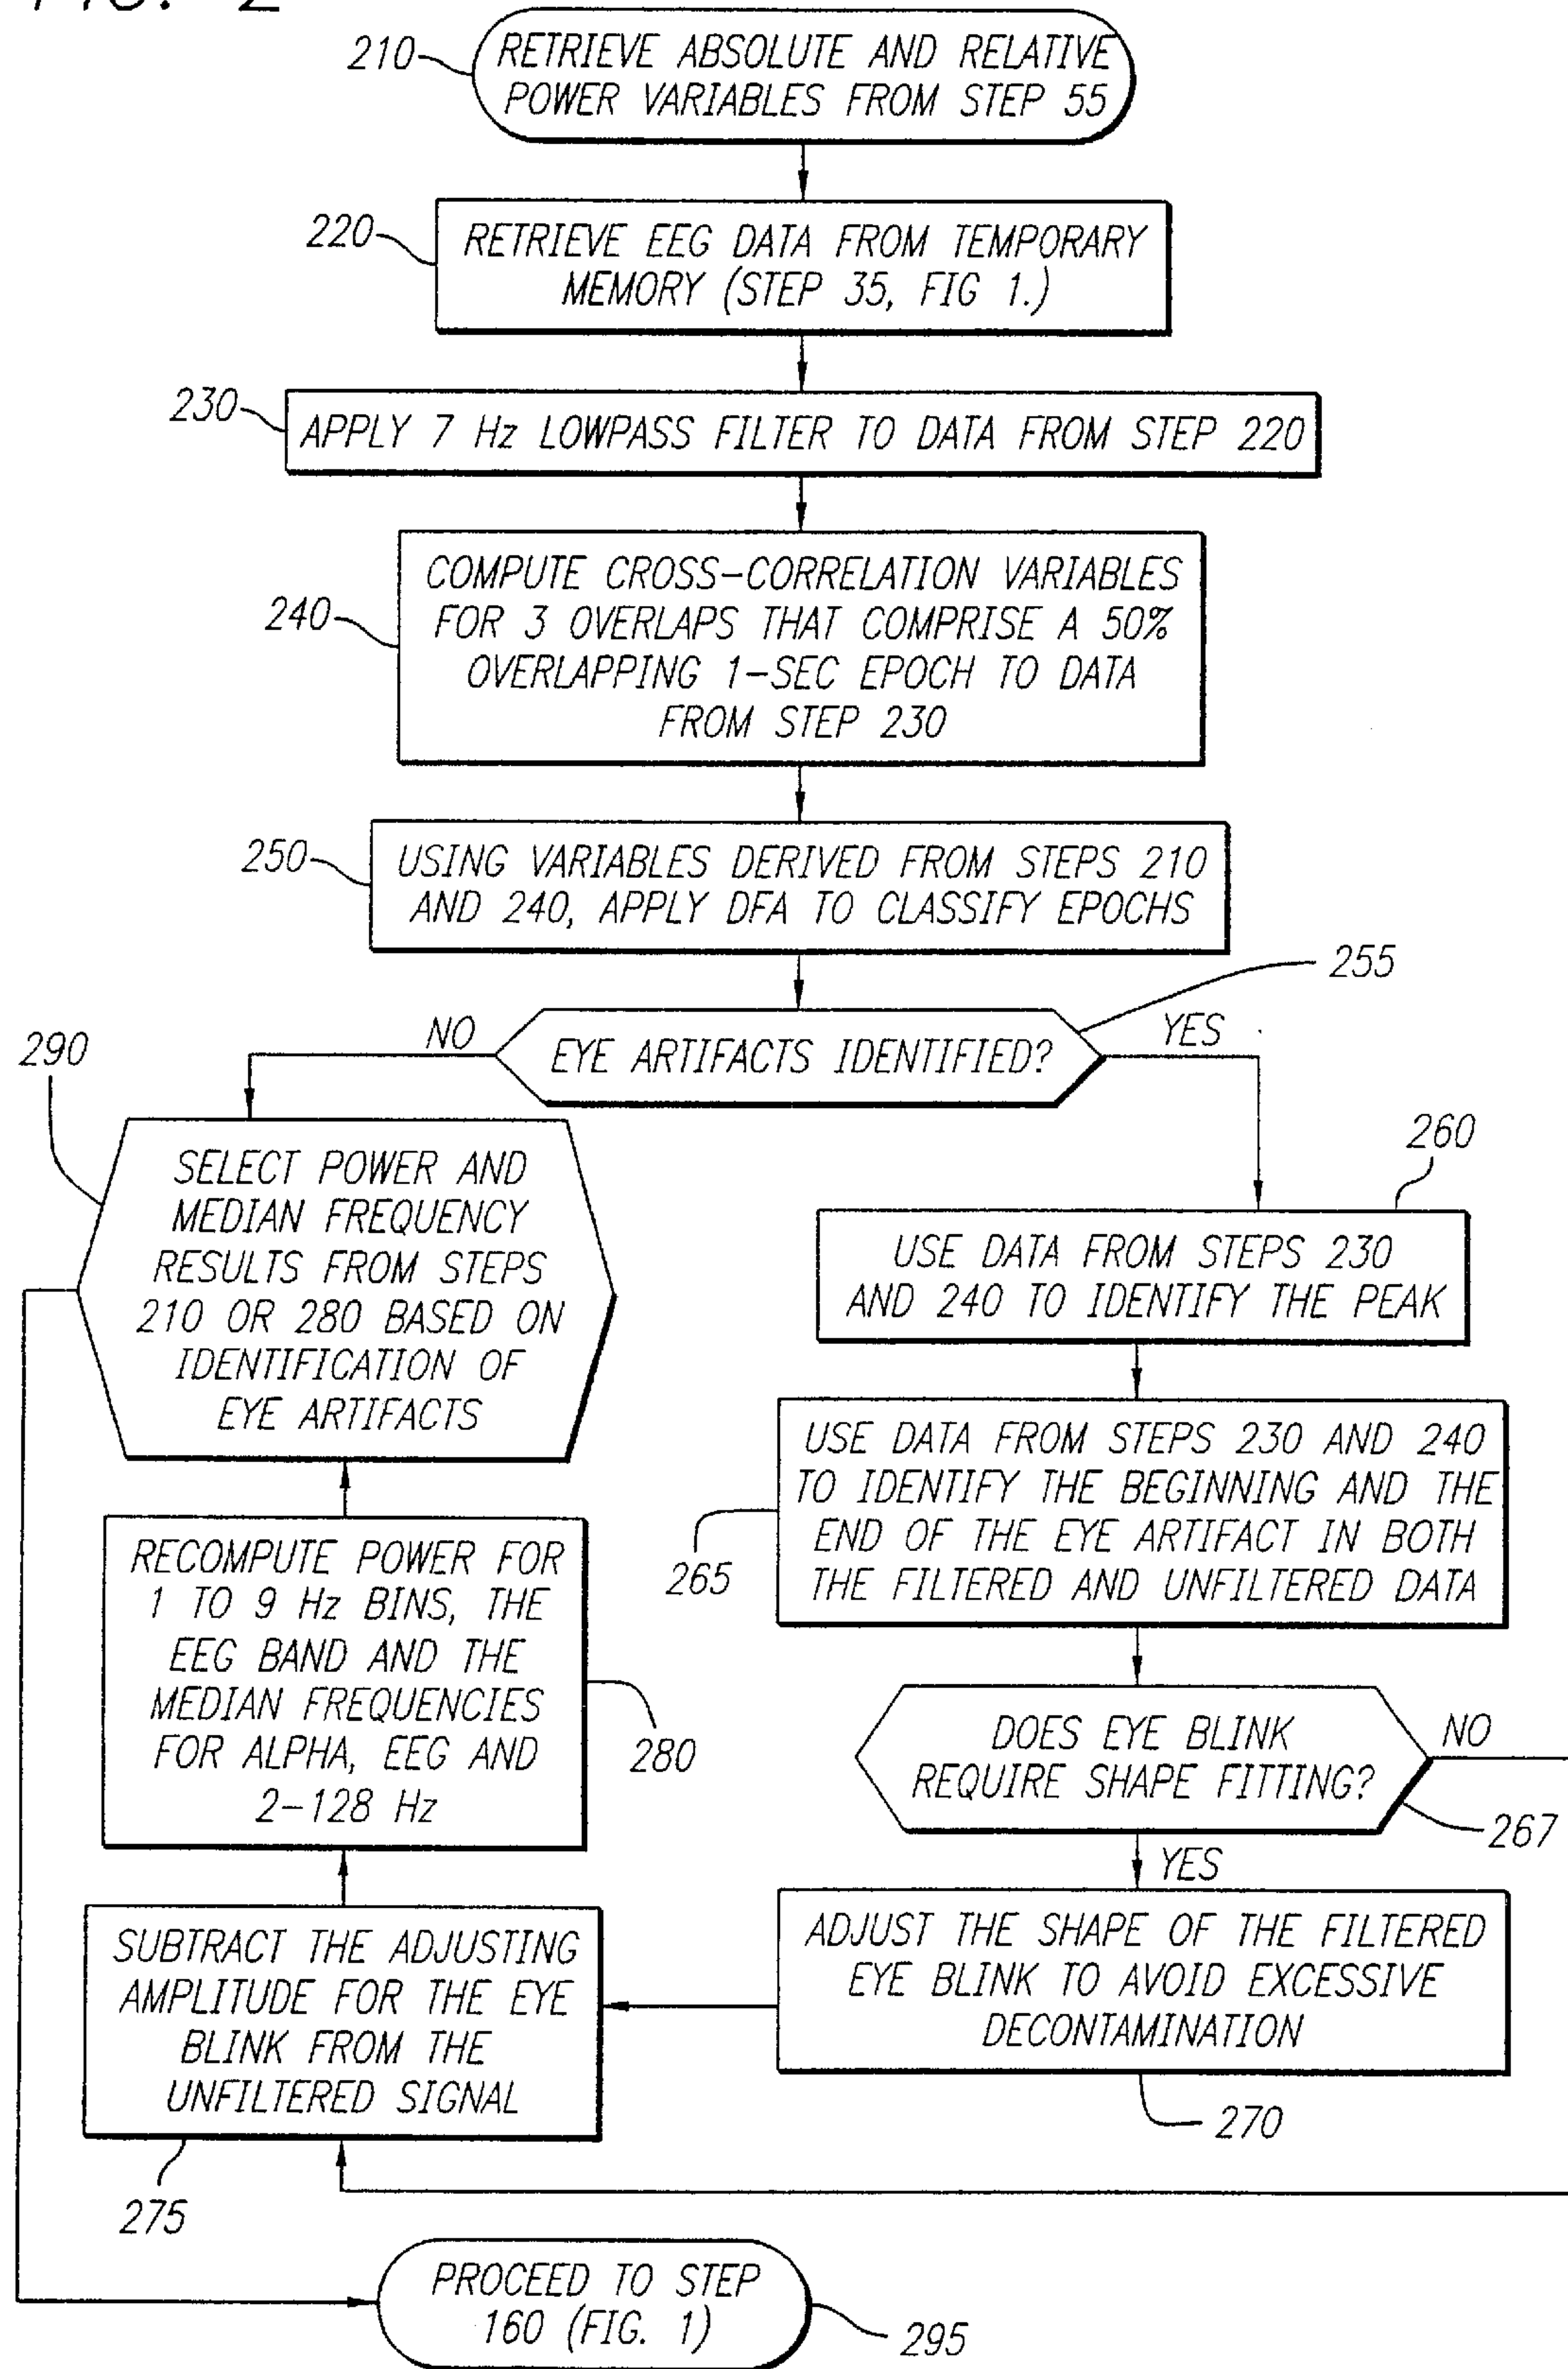 FIG. 2
210
RETRIEVE ABSOLUTE AND RELATIVE
POWER VARIABLES FROM STEP 55
220
RETRIEVE EEG DATA FROM TEMPORARY
MEMORY (STEP 35, FIG 1.)
230
APPLY 7 Hz LOWPASS FILTER TO DATA FROM STEP 220
240
COMPUTE CROSS-CORRELATION VARIABLES
FOR 3 OVERLAPS THAT COMPRISE A 50%
OVERLAPPING 1-SEC EPOCH TO DATA
FROM STEP 230
250
USING VARIABLES DERIVED FROM STEPS 210
AND 240, APPLY DFA TO CLASSIFY EPOCHS
255
NO
EYE ARTIFACTS IDENTIFIED?
YES
290
SELECT POWER AND
MEDIAN FREQUENCY
RESULTS FROM STEPS
210 OR 280 BASED ON
IDENTIFICATION OF
EYE ARTIFACTS
260
USE DATA FROM STEPS 230
AND 240 TO IDENTIFY THE PEAK
265
USE DATA FROM STEPS 230 AND 240
TO IDENTIFY THE BEGINNING AND THE
END OF THE EYE ARTIFACT IN BOTH
THE FILTERED AND UNFILTERED DATA
DOES EYE BLINK
REQUIRE SHAPE FITTING?
NO
267
YES
ADJUST THE SHAPE OF THE FILTERED
EYE BLINK TO AVOID EXCESSIVE
DECONTAMINATION
270
SUBTRACT THE ADJUSTING
AMPLITUDE FOR THE EYE
BLINK FROM THE
UNFILTERED SIGNAL
275
RECOMPUTE POWER FOR
1 TO 9 Hz BINS, THE
EEG BAND AND THE
MEDIAN FREQUENCIES
FOR ALPHA, EEG AND
2-128 Hz
280
PROCEED TO STEP
160 (FIG. 1)
295